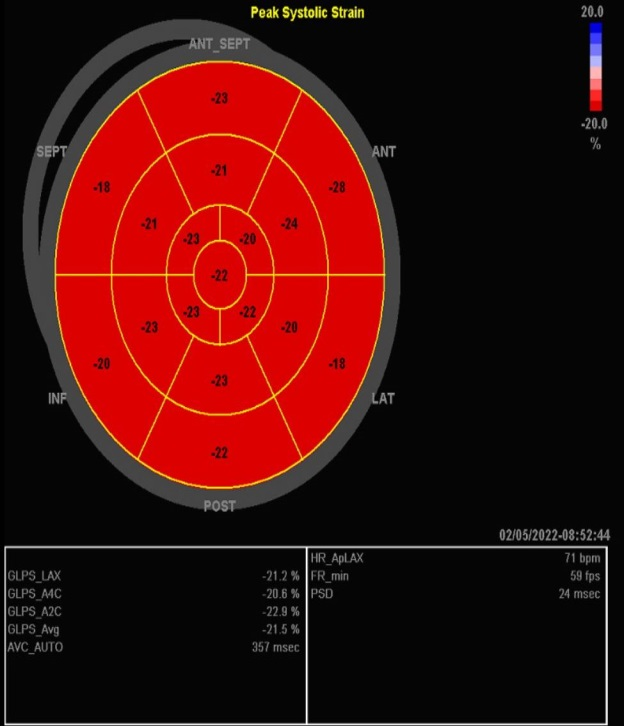 Peak Systolic Strain
20.0
-20.0
%
ANT_SEPT
SEPT
ANT
-23
-21
-18
-28
-21
-24
-23
-20
-22
-23
-22
-23
-20
-20
-18
-23
-22
INF
LAT
POST
02/05/2022-08:52:44
GLPS_LAX -21.2 %
GLPS_A4C -20.6 %
GLPS_A2C -22.9 %
GLPS_Avg -21.5 %
AVC_AUTO 357 msec
HR_ApLAX 71 bpm
FR_min 59 fps
PSD 24 msec